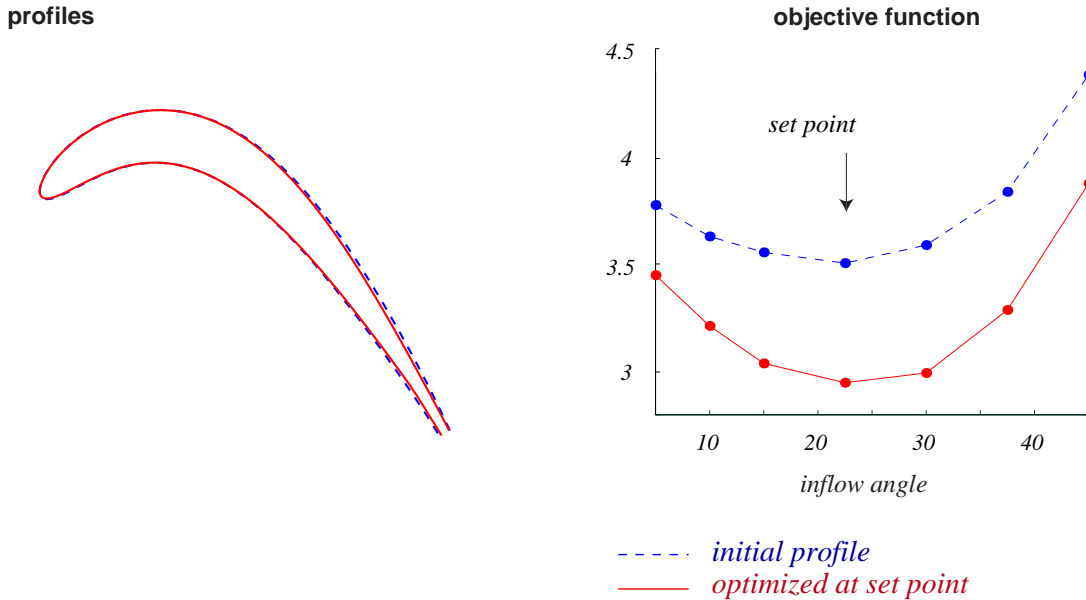 profiles
objective function
4.5
set point
4
3.5
3
10 20 30 40
inflow angle
initial profile
optimized at set point